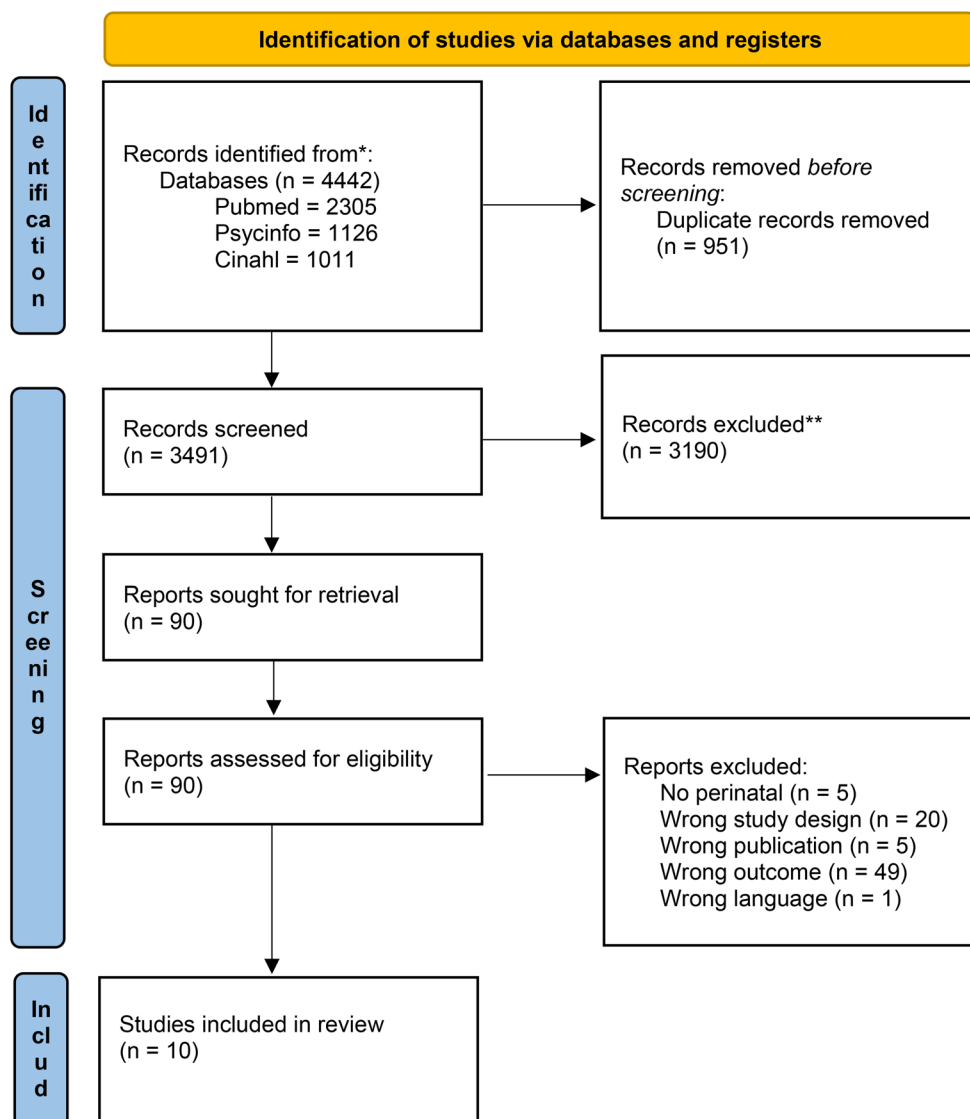 Identification of studies via databases and registers
Id
e
nt
ifi
ca
ti
o
n
Records identified from*:
Databases (n = 4442)
Pubmed = 2305
Psycinfo = 1126
Cinahl = 1011
Records removed before
screening:
Duplicate records removed
(n = 951)
S
cr
ee
ni
n
g
Records screened
(n = 3491)
Records excluded**
(n = 3190)
Reports sought for retrieval
(n = 90)
Reports assessed for eligibility
(n = 90)
Reports excluded:
No perinatal (n = 5)
Wrong study design (n = 20)
Wrong publication (n = 5)
Wrong outcome (n = 49)
Wrong language (n = 1)
In
cl
u
d
Studies included in review
(n = 10)